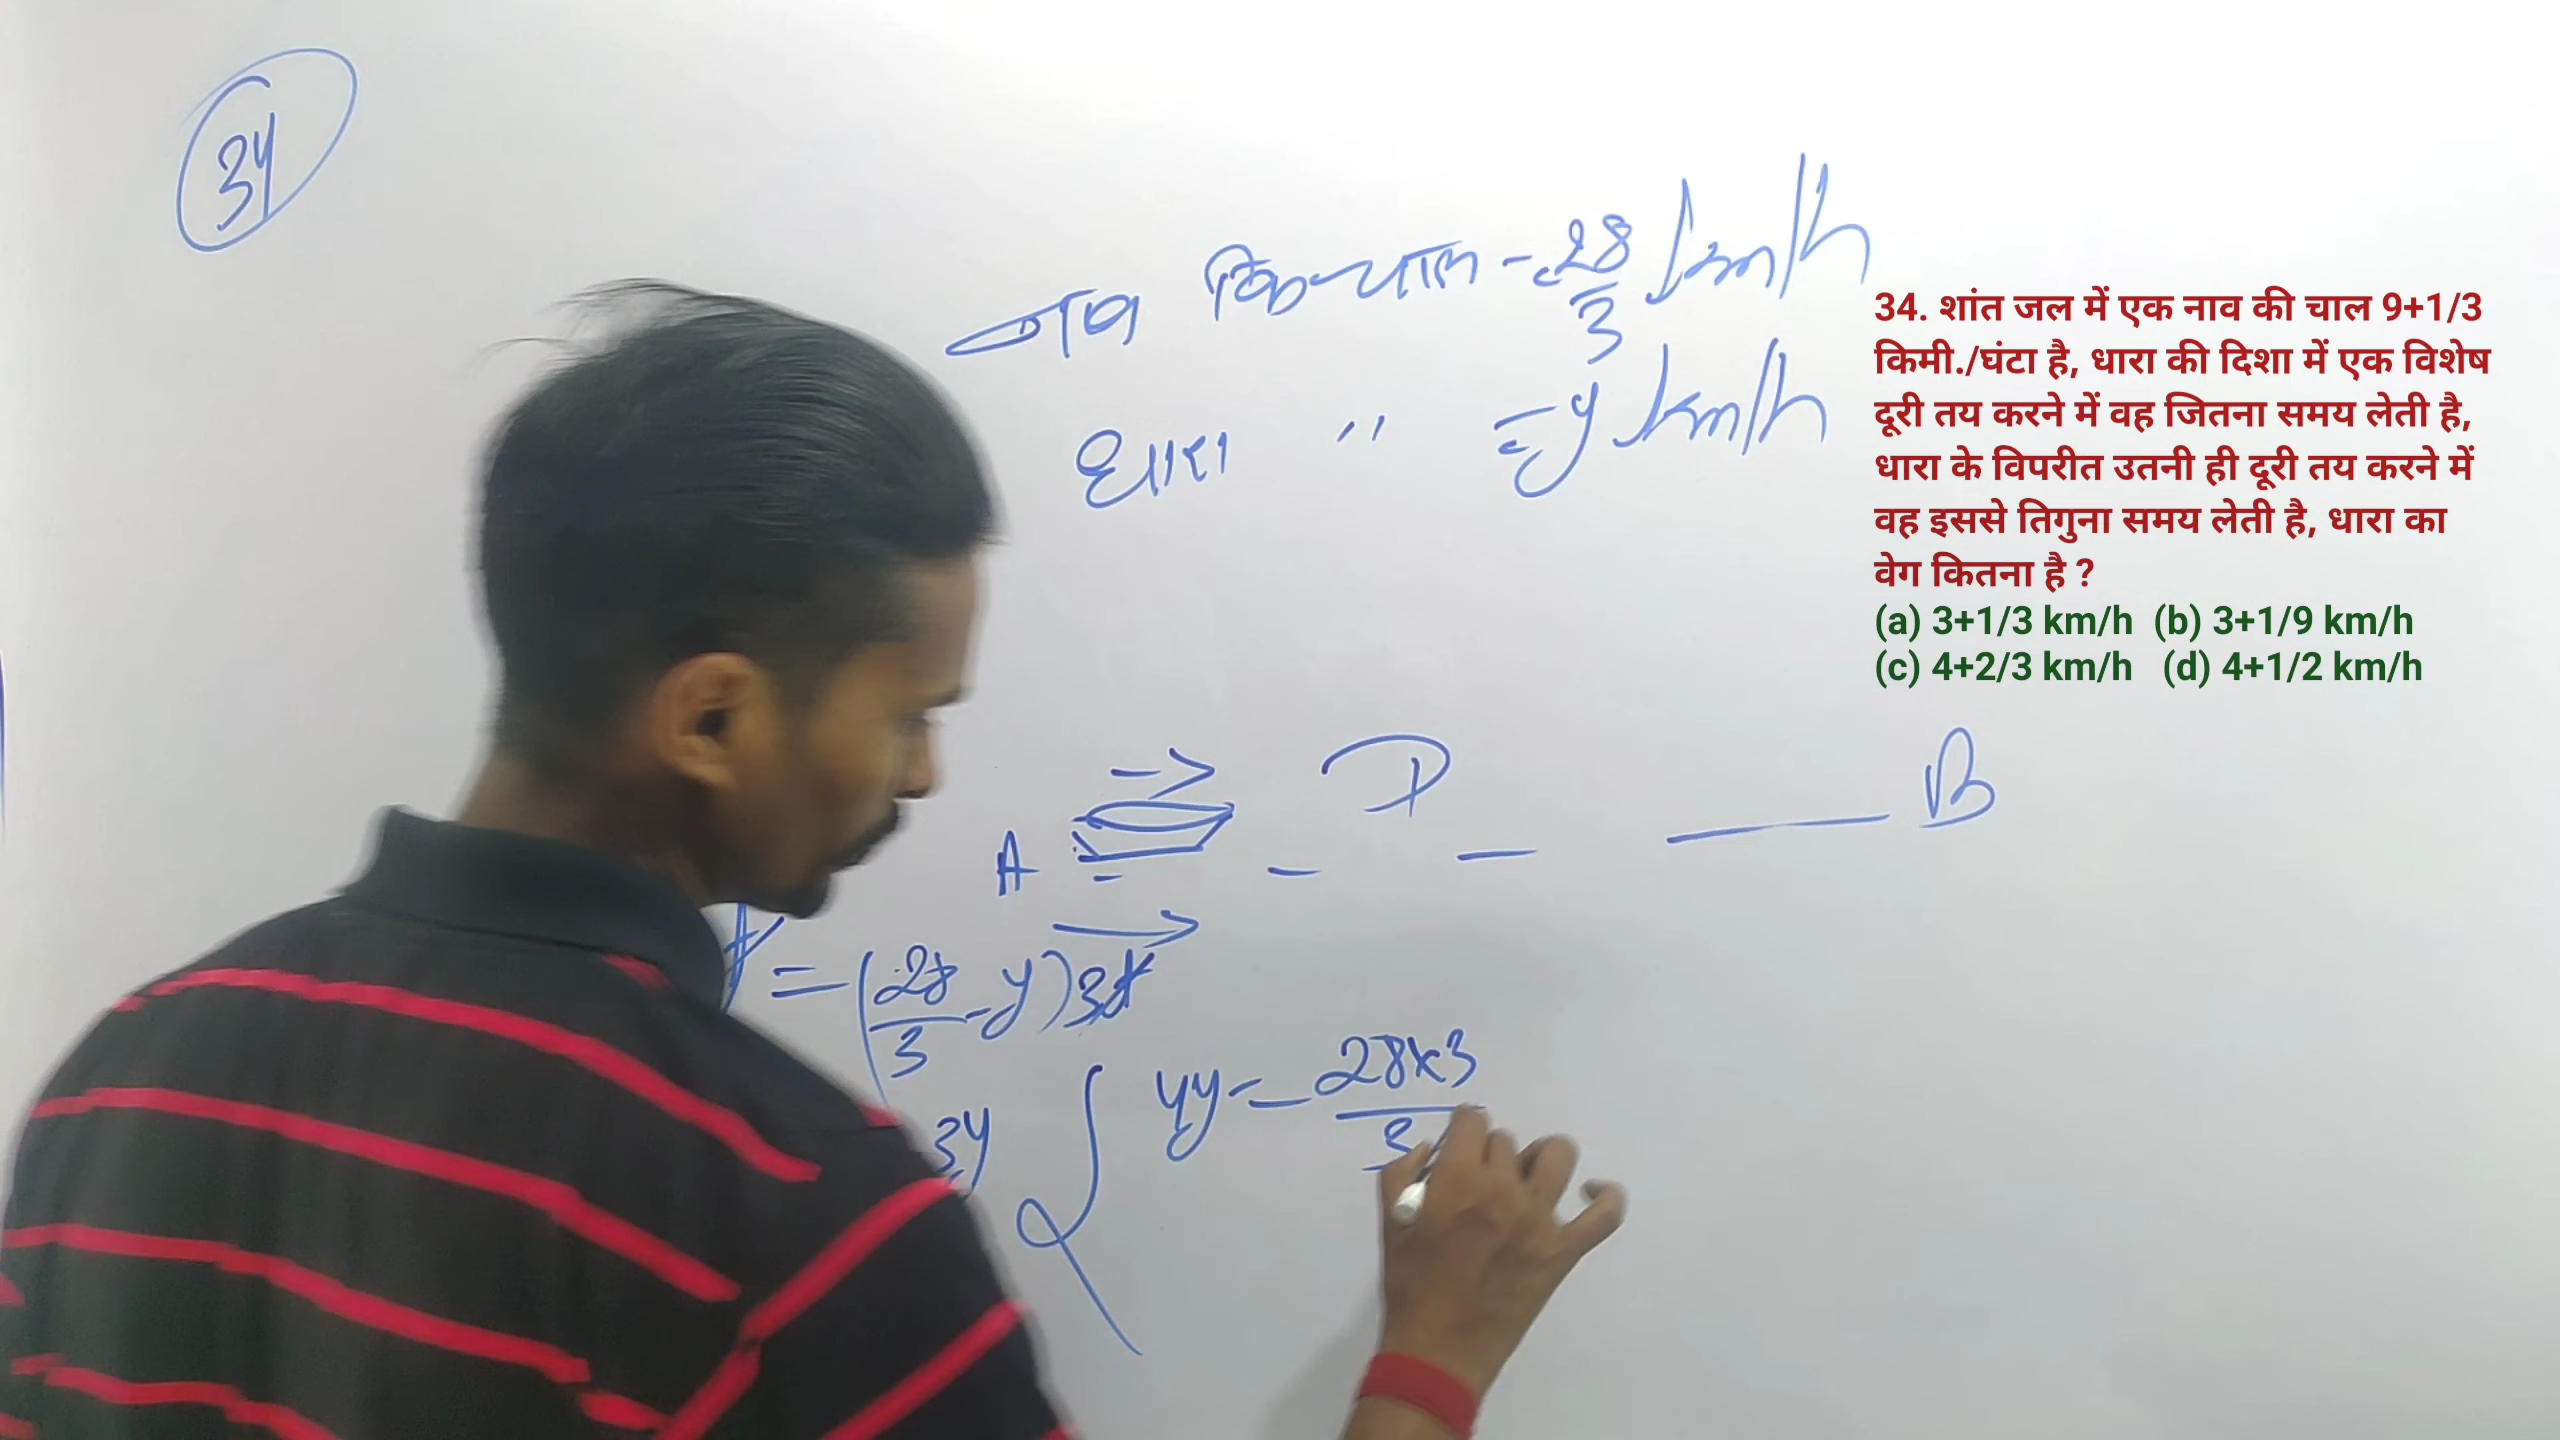 34
नाव कि चाल = 28/3 km/h
धारा " = y km/h
34. शांत जल में एक नाव की चाल 9+1/3
किमी./घंटा है, धारा की दिशा में एक विशेष
दूरी तय करने में वह जितना समय लेती है,
धारा के विपरीत उतनी ही दूरी तय करने में
वह इससे तिगुना समय लेती है, धारा का
वेग कितना है ?
(a) 3+1/3 km/h (b) 3+1/9 km/h
(c) 4+2/3 km/h (d) 4+1/2 km/h
D
A B
= (28/3 - y) 3t
3y 4y = 28x3/3